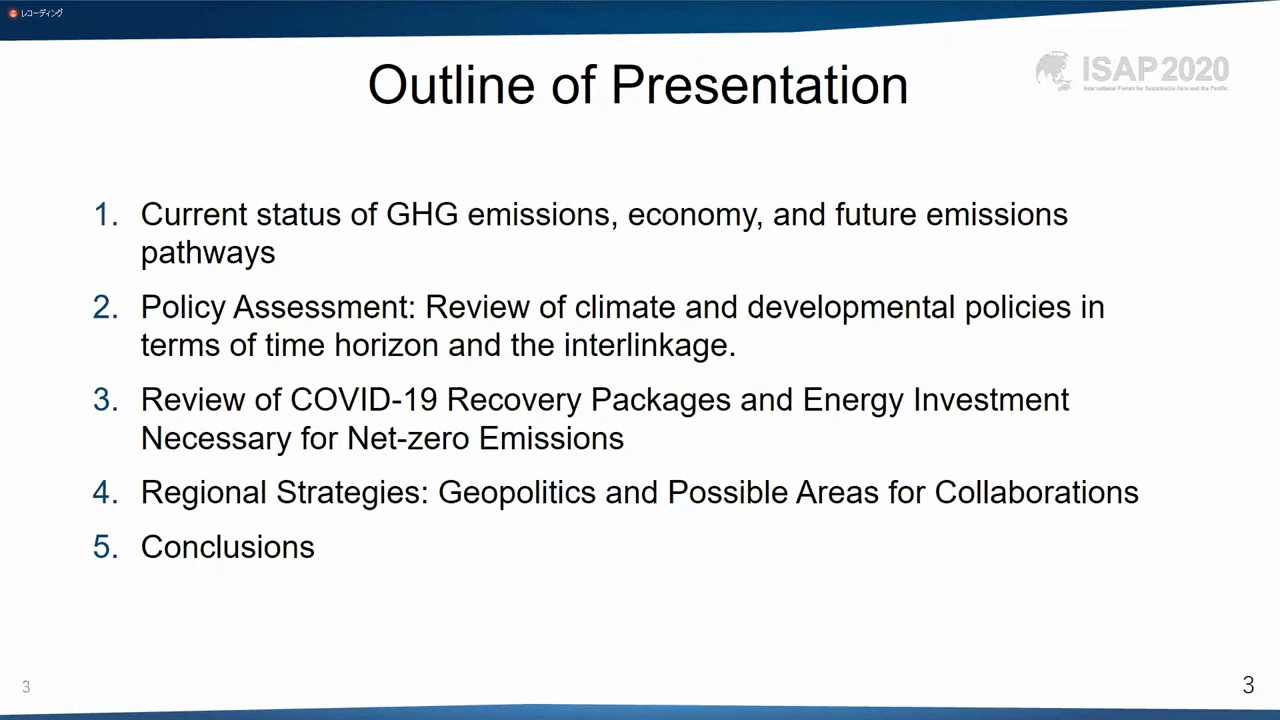 レコーディング
Outline of Presentation
ISAP 2020
International Forum for Sustainable Asia and the Pacific
1. Current status of GHG emissions, economy, and future emissions
pathways
2. Policy Assessment: Review of climate and developmental policies in
terms of time horizon and the interlinkage.
3. Review of COVID-19 Recovery Packages and Energy Investment
Necessary for Net-zero Emissions
4. Regional Strategies: Geopolitics and Possible Areas for Collaborations
5. Conclusions
3
3